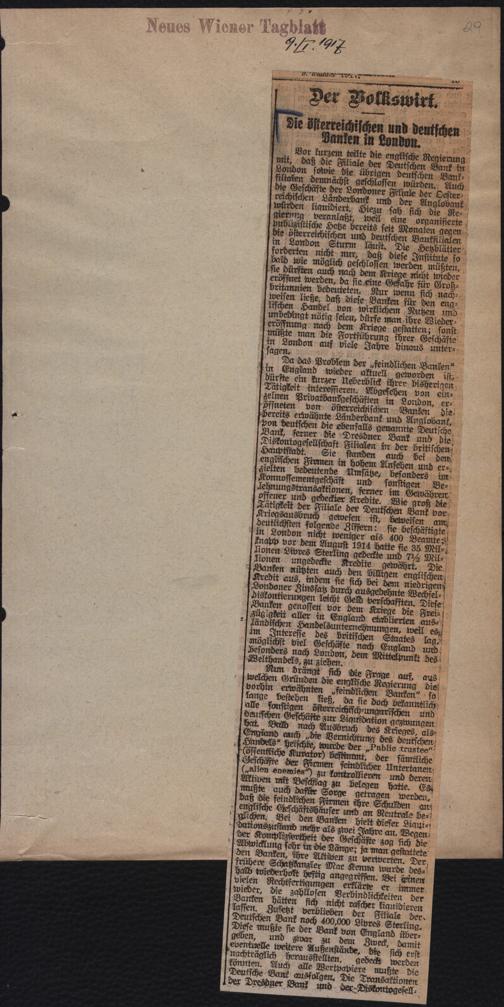 Neues Wiener Tagblatt
29
9./I. 1917
Der Volkswirt.
Die österreichischen und deutschen
Banken in London.
Vor kurzem teilte die englische Regierung
mit, daß die Filiale der Deutschen Bank in
London sowie die übrigen deutschen Bank-
filialen demnächst geschlossen würden. Auch
die Geschäfte der Londoner Filiale der Oester-
reichischen Länderbank und der Anglobank
würden liquidiert. Hiezu sah sich die Re-
gierung veranlaßt, weil eine organisierte
publizistische Hetze bereits seit Monaten gegen
die österreichischen und deutschen Bankfilialen
in London Sturm läuft. Die Hetzblätter
forderten nicht nur, daß diese Institute so
bald wie möglich geschlossen werden müßten,
sie dürften auch nach dem Kriege nicht wieder
eröffnet werden, da sie eine Gefahr für Groß-
britannien bedeuteten. Nur wenn sich nach-
weisen ließe, daß diese Banken für den eng-
lischen Handel von wirklichem Nutzen und
unbedingt nötig seien, dürfe man ihre Wieder-
eröffnung nach dem Kriege gestatten; sonst
müßte man die Fortführung ihrer Geschäfte
in London auf viele Jahre hinaus unter-
sagen.
Da das Problem der „feindlichen Banken"
in England wieder aktuell geworden ist,
dürfte ein kurzer Ueberblick ihrer bisherigen
Tätigkeit interessieren. Abgesehen von ein-
zelnen Privatbankgeschäften in London, er-
öffneten von österreichischen Banken die
bereits erwähnte Länderbank und Anglobank,
von deutschen die ebenfalls genannte Deutsche
Bank, ferner die Dresdner Bank und die
Diskontogesellschaft Filialen in der britischen
Hauptstadt. Sie standen auch bei den
englischen Firmen in hohem Ansehen und er-
zielten bedeutende Umsätze, besonders im
Konnossementgeschäft und sonstigen Be-
lehnungstransaktionen, ferner im Gewähren
offener und gedeckter Kredite. Wie groß die
Tätigkeit der Filiale der Deutschen Bank vor
Kriegsausbruch gewesen ist, beweisen am
deutlichsten folgende Ziffern: sie beschäftigte
in London nicht weniger als 400 Beamte;
knapp vor dem August 1914 hatte sie 35 Mil-
lionen Livres Sterling gedeckte und 7½ Mil-
lionen ungedeckte Kredite gewährt. Die
Banken nützten auch den billigen englischen
Kredit aus, indem sie sich bei dem niedrigen
Londoner Zinssatz durch ausgedehnte Wechsel-
diskontierungen leicht Geld verschafften. Diese
Banken genossen vor dem Kriege die Frei-
zügigkeit aller in England etablierten aus-
ländischen Handelsunternehmungen, weil es
im Interesse des britischen Staates lag,
möglichst viel Geschäfte nach England und
besonders nach London, dem Mittelpunkt des
Welthandels, zu ziehen.
Nun drängt sich die Frage auf, aus
welchen Gründen die englische Regierung die
vorhin erwähnten „feindlichen Banken" so
lange bestehen ließ, da sie doch bekanntlich
alle sonstigen österreichisch-ungarischen und
deutschen Geschäfte zur Liquidation gezwungen
hat. Bald nach Ausbruch des Krieges, als
England auch „die Vernichtung des deutschen
Handels" heischte, wurde der "Public trustee"
(öffentliche Kurator) bestimmt, der sämtliche
Geschäfte der Firmen feindlicher Untertanen
("alien enemies") zu kontrollieren und deren
Aktiven mit Beschlag zu belegen hatte. Es
mußte auch dafür Sorge getragen werden,
daß die feindlichen Firmen ihre Schulden an
englische Geschäftshäuser und an Neutrale be-
glichen. Bei den Banken hielt dieser Liqui-
dationszustand mehr als zwei Jahre an. Wegen
der Kompliziertheit der Geschäfte zog sich die
Abwicklung sehr in die Länge; ja man gestattete
den Banken, ihre Aktiven zu verwerten. Der
frühere Schatzkanzler Mac Kenna wurde des-
halb wiederholt heftig angegriffen. Bei seinen
vielen Rechtfertigungen erklärte er immer
wieder, die zahllosen Verbindlichkeiten der
Banken hätten sich nicht rascher liquidieren
lassen. Zuletzt verblieben der Filiale der
Deutschen Bank noch 400,000 Livres Sterling.
Diese mußte sie der Bank von England über-
geben, und zwar zu dem Zweck, damit
eventuelle weitere Außenstände, die sich erst
nachträglich herausstellten, gedeckt werden
könnten. Auch alle Wertpapiere mußte die
Deutsche Bank ausfolgen. Die Transaktionen
der Dresdner Bank und der Diskontogesell-